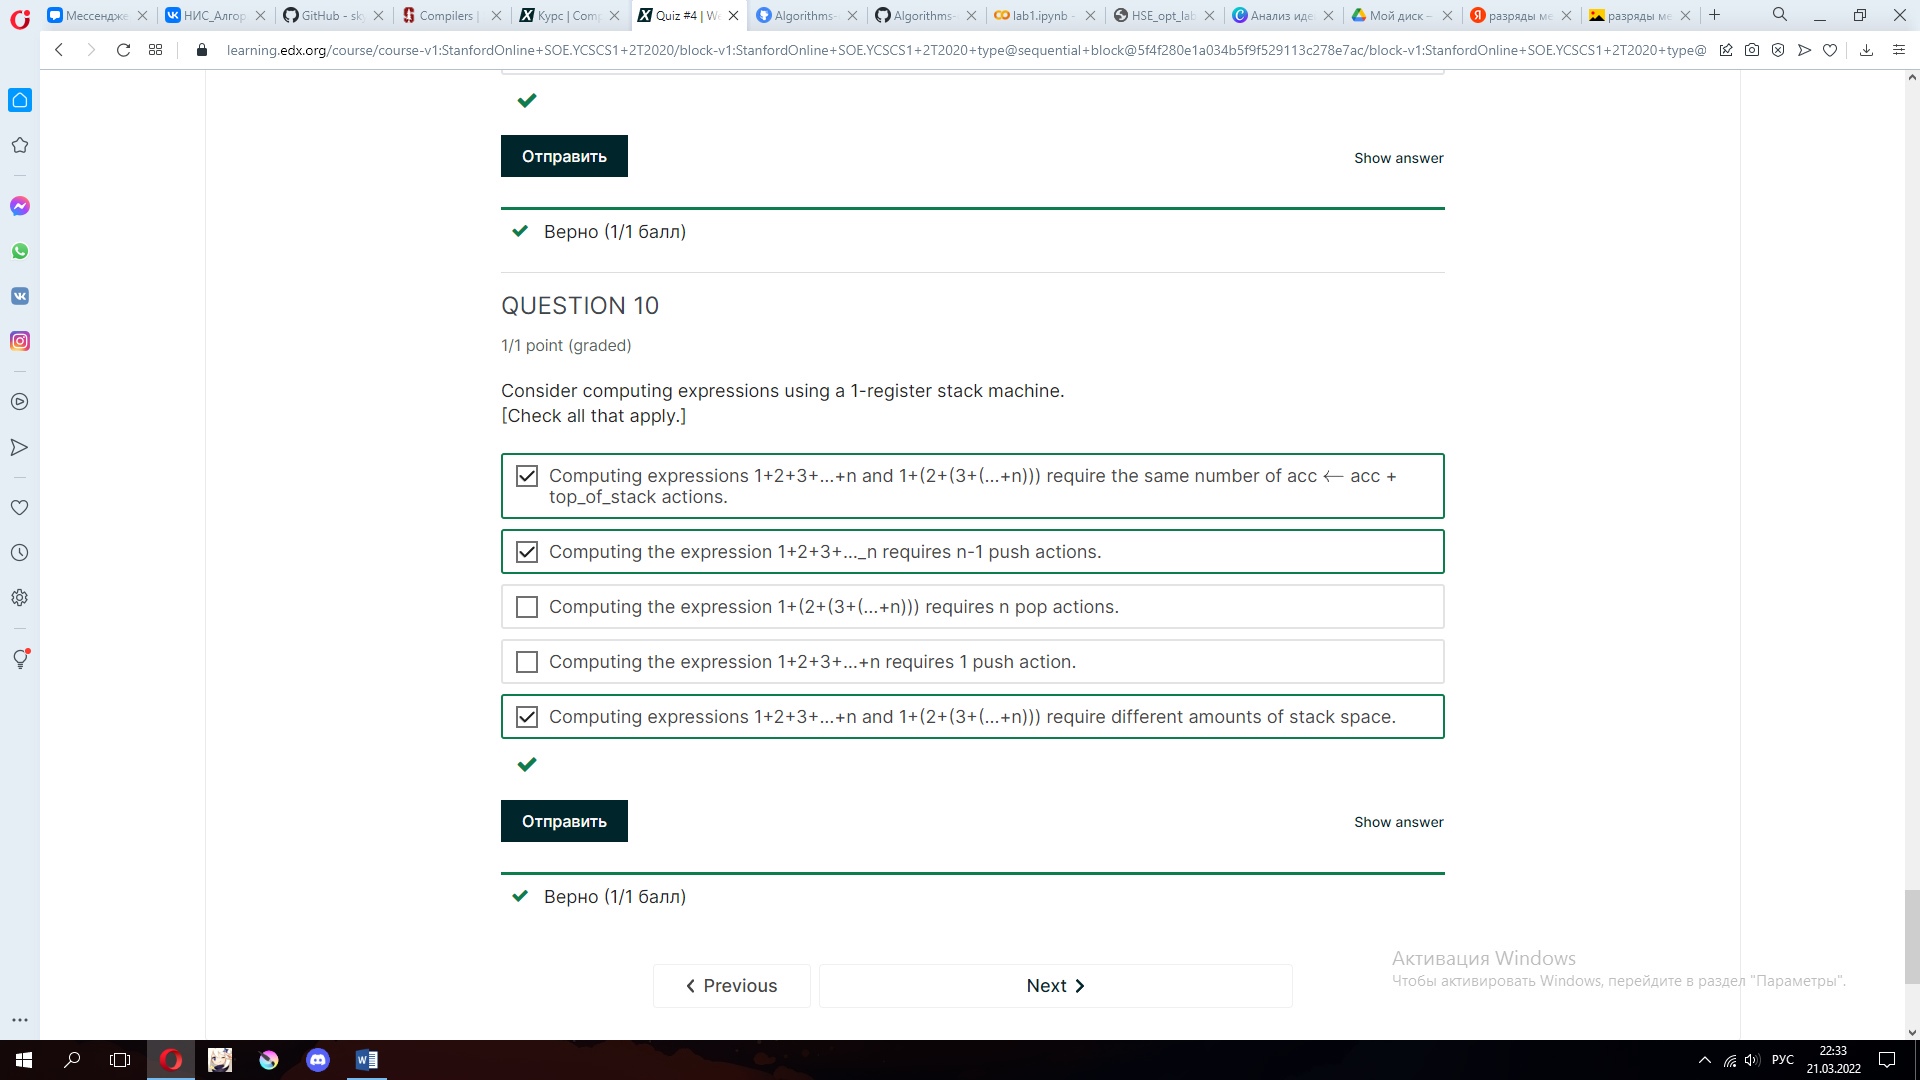 Мессендже
НИС_Алгор
GitHub - sk
Compilers |
Курс | Comp
Quiz #4 | We
Algorithms-
Algorithms-
lab1.ipynb -
HSE_opt_lab
Анализ иде
Мой диск –
разряды ме
разряды ме
learning.edx.org/course/course-v1:StanfordOnline+SOE.YCSCS1+2T2020/block-v1:StanfordOnline+SOE.YCSCS1+2T2020+type@sequential+block@5f4f280e1a034b5f9f529113c278e7ac/block-v1:StanfordOnline+SOE.YCSCS1+2T2020+type@
Отправить
Show answer
Верно (1/1 балл)
QUESTION 10
1/1 point (graded)
Consider computing expressions using a 1-register stack machine.
[Check all that apply.]
Computing expressions 1+2+3+...+n and 1+(2+(3+(...+n))) require the same number of acc ← acc +
top_of_stack actions.
Computing the expression 1+2+3+..._n requires n-1 push actions.
Computing the expression 1+(2+(3+(...+n))) requires n pop actions.
Computing the expression 1+2+3+...+n requires 1 push action.
Computing expressions 1+2+3+...+n and 1+(2+(3+(...+n))) require different amounts of stack space.
Отправить
Show answer
Верно (1/1 балл)
Активация Windows
Чтобы активировать Windows, перейдите в раздел "Параметры".
Previous
Next
РУС
22:33
21.03.2022